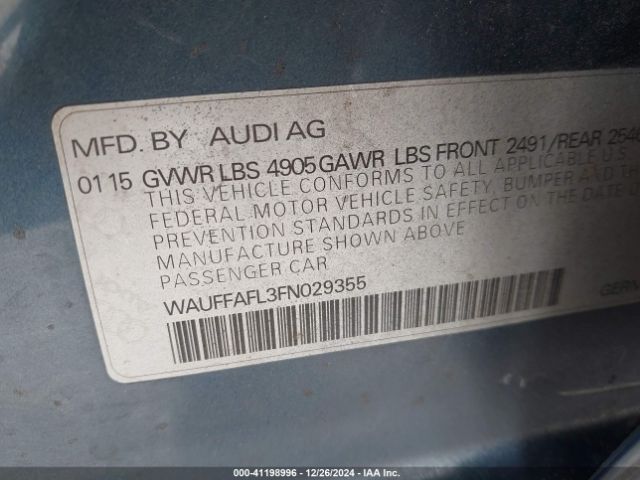 MFD. BY AUDI AG
01 15 GVWR LBS 4905 GAWR LBS FRONT 2491/REAR
THIS VEHICLE CONFORMS TO ALL APPLICABLE U.S.
FEDERAL MOTOR VEHICLE SAFETY, BUMPER AND
PREVENTION STANDARDS IN EFFECT ON THE DATE
MANUFACTURE SHOWN ABOVE
PASSENGER CAR
WAUFFAFL3FN029355
000-41198996 • 12/26/2024 - IAA Inc.